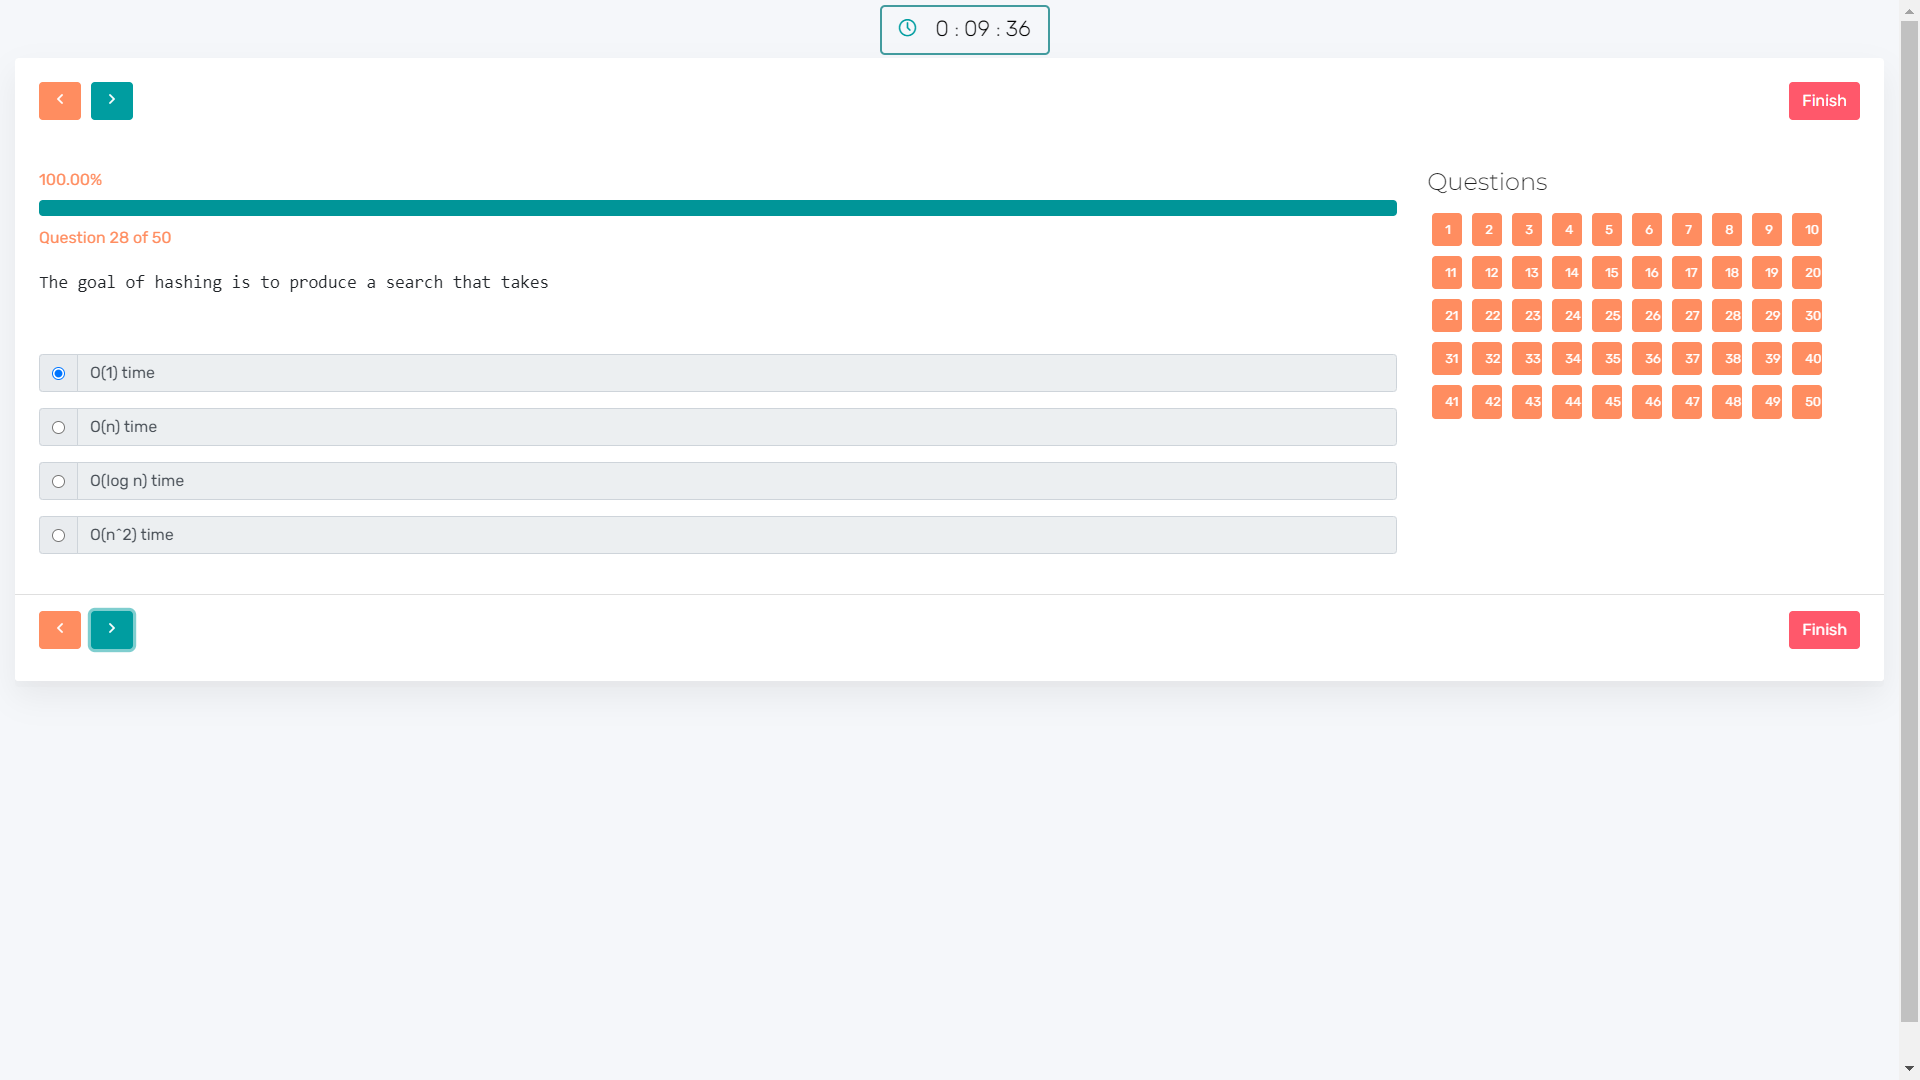 0 : 09 : 36
Finish
100.00%
Question 28 of 50
The goal of hashing is to produce a search that takes
O(1) time
O(n) time
O(log n) time
O(n^2) time
Questions
1 2 3 4 5 6 7 8 9 10
11 12 13 14 15 16 17 18 19 20
21 22 23 24 25 26 27 28 29 30
31 32 33 34 35 36 37 38 39 40
41 42 43 44 45 46 47 48 49 50
Finish